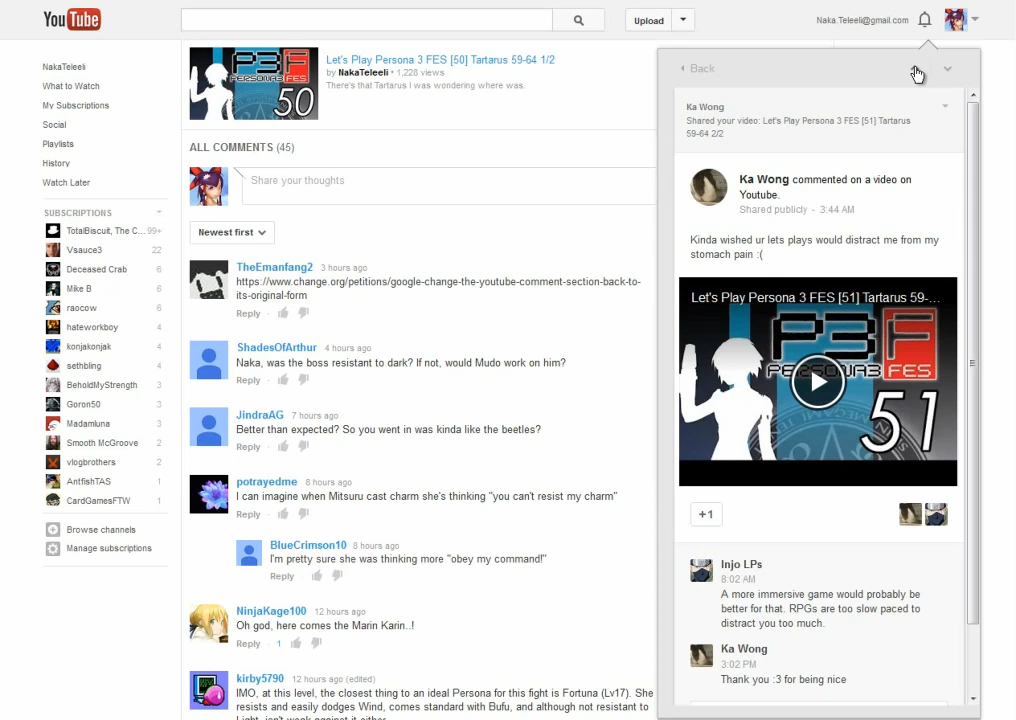 YouTube
Upload
Naka.Teleeli@gmail.com
NakaTeleeli
What to Watch
My Subscriptions
Social
Playlists
History
Watch Later
SUBSCRIPTIONS
TotalBiscuit, The C... 99+
Vsauce3 22
Deceased Crab 6
Mike B 6
raocow 6
hateworkboy 4
konjakonjak 4
sethbling 4
BeholdMyStrength 3
Goron50 3
Madamluna 3
Smooth McGroove 2
vlogbrothers 2
AntfishTAS 1
CardGamesFTW 1
Browse channels
Manage subscriptions
P3F
PERSONA3
FES
50
Let's Play Persona 3 FES [50] Tartarus 59-64 1/2
by NakaTeleeli • 1,228 views
There's that Tartarus I was wondering where was.
ALL COMMENTS (45)
Share your thoughts
Newest first
TheEmanfang2 3 hours ago
https://www.change.org/petitions/google-change-the-youtube-comment-section-back-to-
its-original-form
Reply ·
ShadesOfArthur 4 hours ago
Naka, was the boss resistant to dark? If not, would Mudo work on him?
Reply ·
JindraAG 7 hours ago
Better than expected? So you went in was kinda like the beetles?
Reply ·
potrayedme 8 hours ago
I can imagine when Mitsuru cast charm she's thinking "you can't resist my charm"
Reply ·
BlueCrimson10 8 hours ago
I'm pretty sure she was thinking more "obey my command!"
Reply ·
NinjaKage100 12 hours ago
Oh god, here comes the Marin Karin..!
Reply · 1
kirby5790 12 hours ago (edited)
IMO, at this level, the closest thing to an ideal Persona for this fight is Fortuna (Lv17). She
resists and easily dodges Wind, comes standard with Bufu, and although not resistant to
Light, isn't weak against it either.
Back
Ka Wong
Shared your video: Let's Play Persona 3 FES [51] Tartarus
59-64 2/2
Ka Wong commented on a video on
Youtube.
Shared publicly - 3:44 AM
Kinda wished ur lets plays would distract me from my
stomach pain :(
Let's Play Persona 3 FES [51] Tartarus 59-...
P3F
PERSONA3
FES
51
+1
Injo LPs
8:02 AM
A more immersive game would probably be
better for that. RPGs are too slow paced to
distract you too much.
Ka Wong
3:02 PM
Thank you :3 for being nice